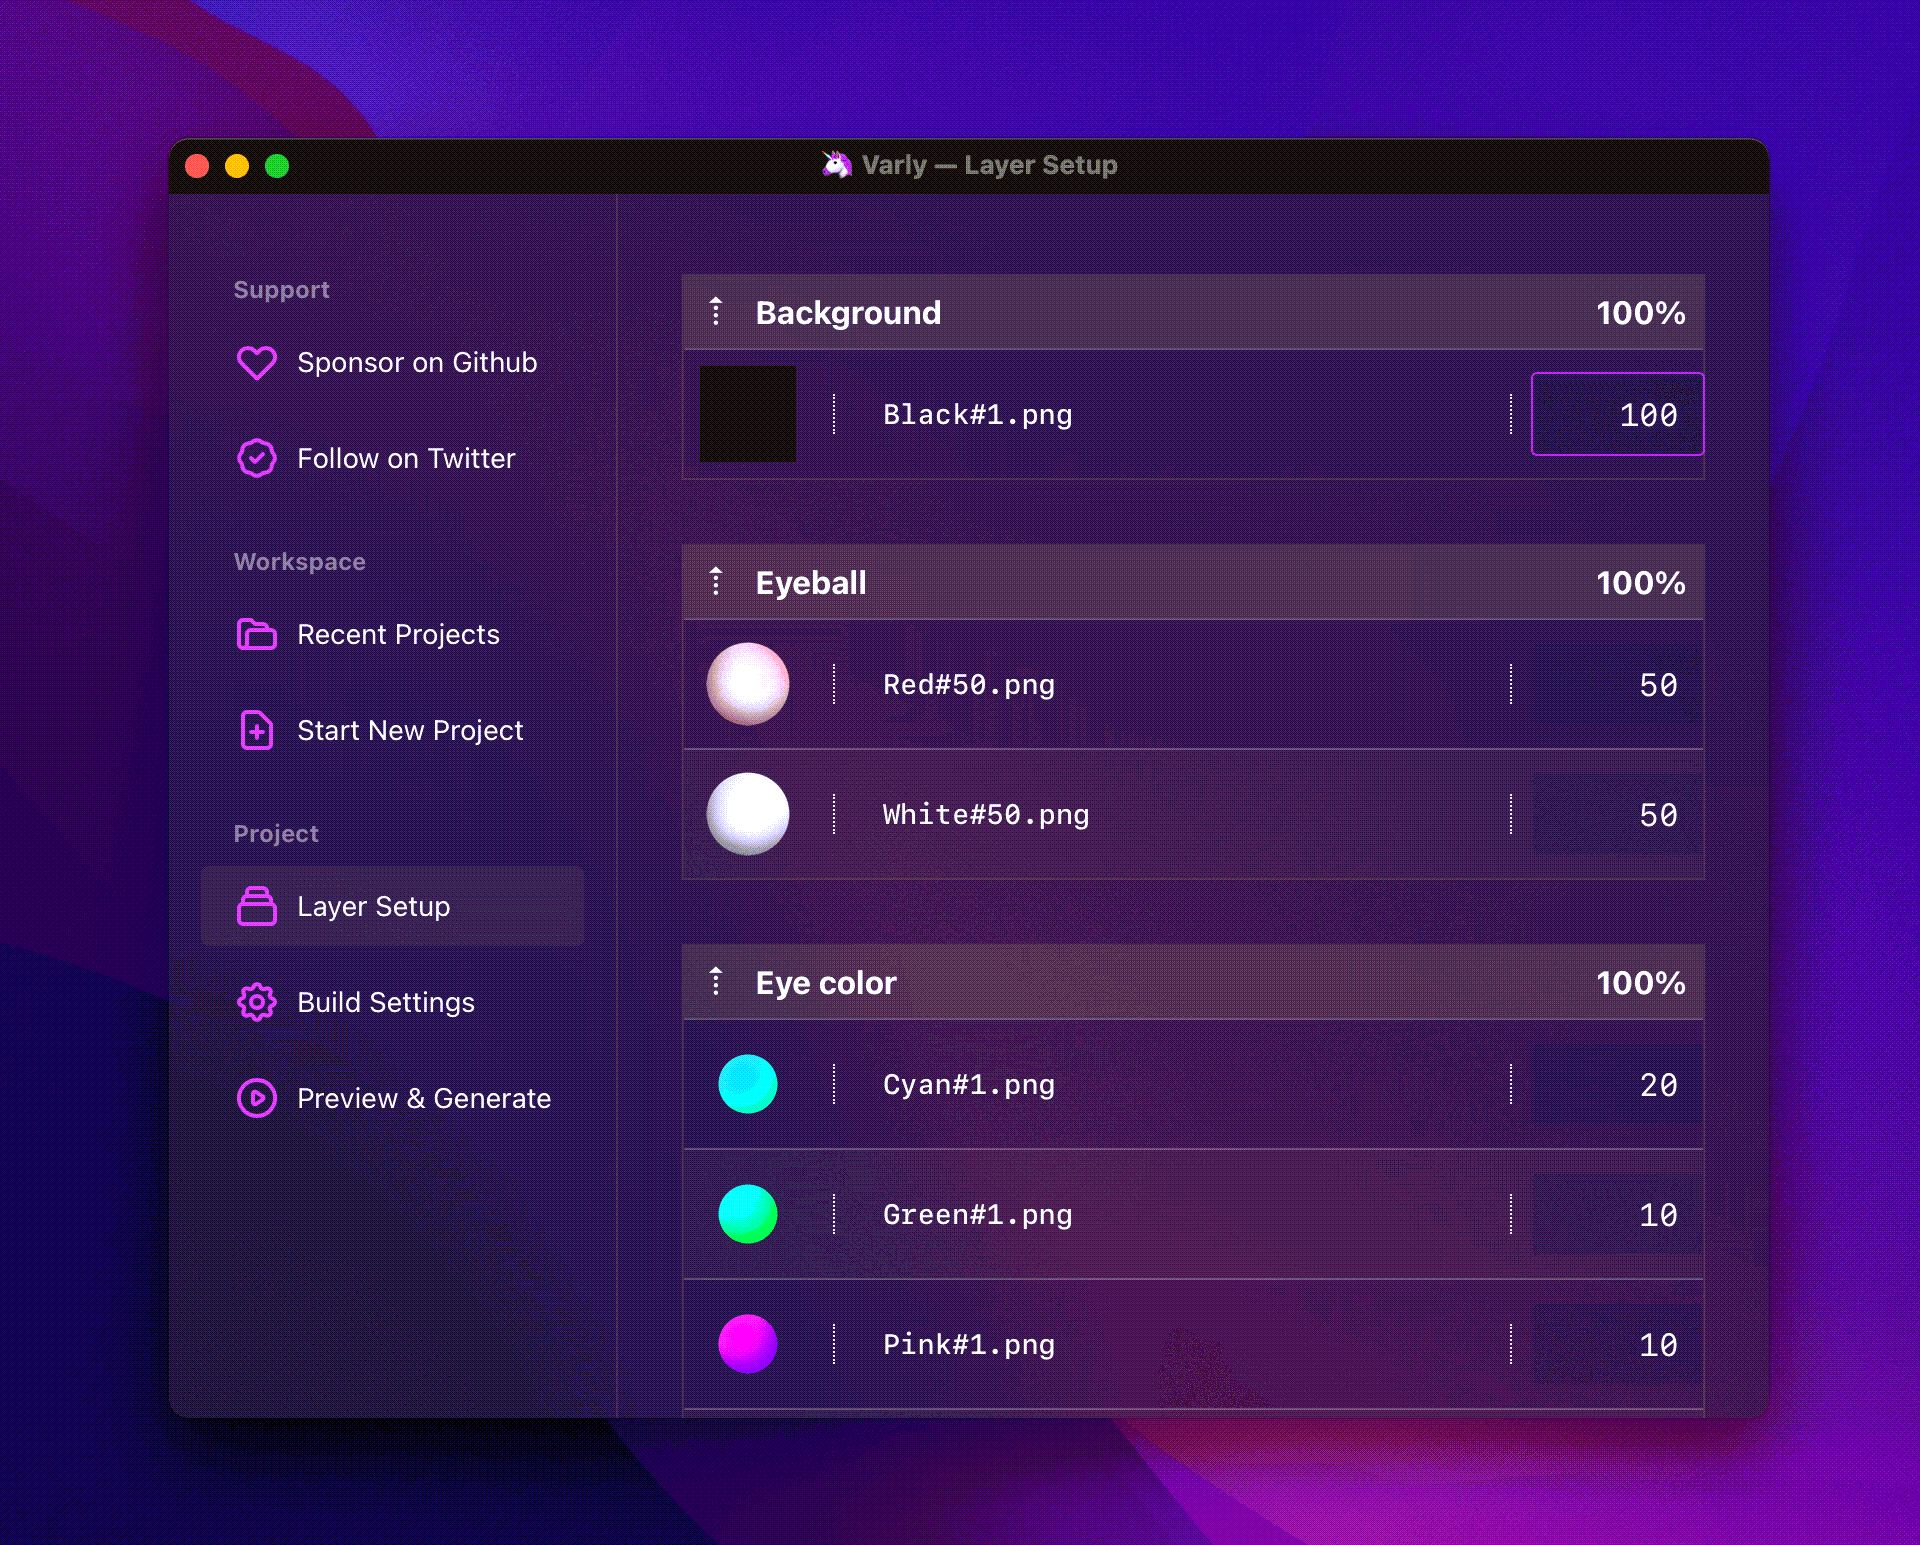 🦄 Varly — Layer Setup
Support
Sponsor on Github
Follow on Twitter
Workspace
Recent Projects
Start New Project
Project
Layer Setup
Build Settings
Preview & Generate
Background 100%
Black#1.png 100
Eyeball 100%
Red#50.png 50
White#50.png 50
Eye color 100%
Cyan#1.png 20
Green#1.png 10
Pink#1.png 10